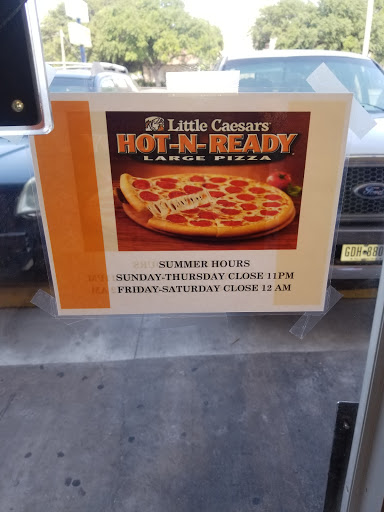 Little Caesars
HOT-N-READY
LARGE PIZZA
SUMMER HOURS
SUNDAY-THURSDAY CLOSE 11PM
FRIDAY-SATURDAY CLOSE 12 AM